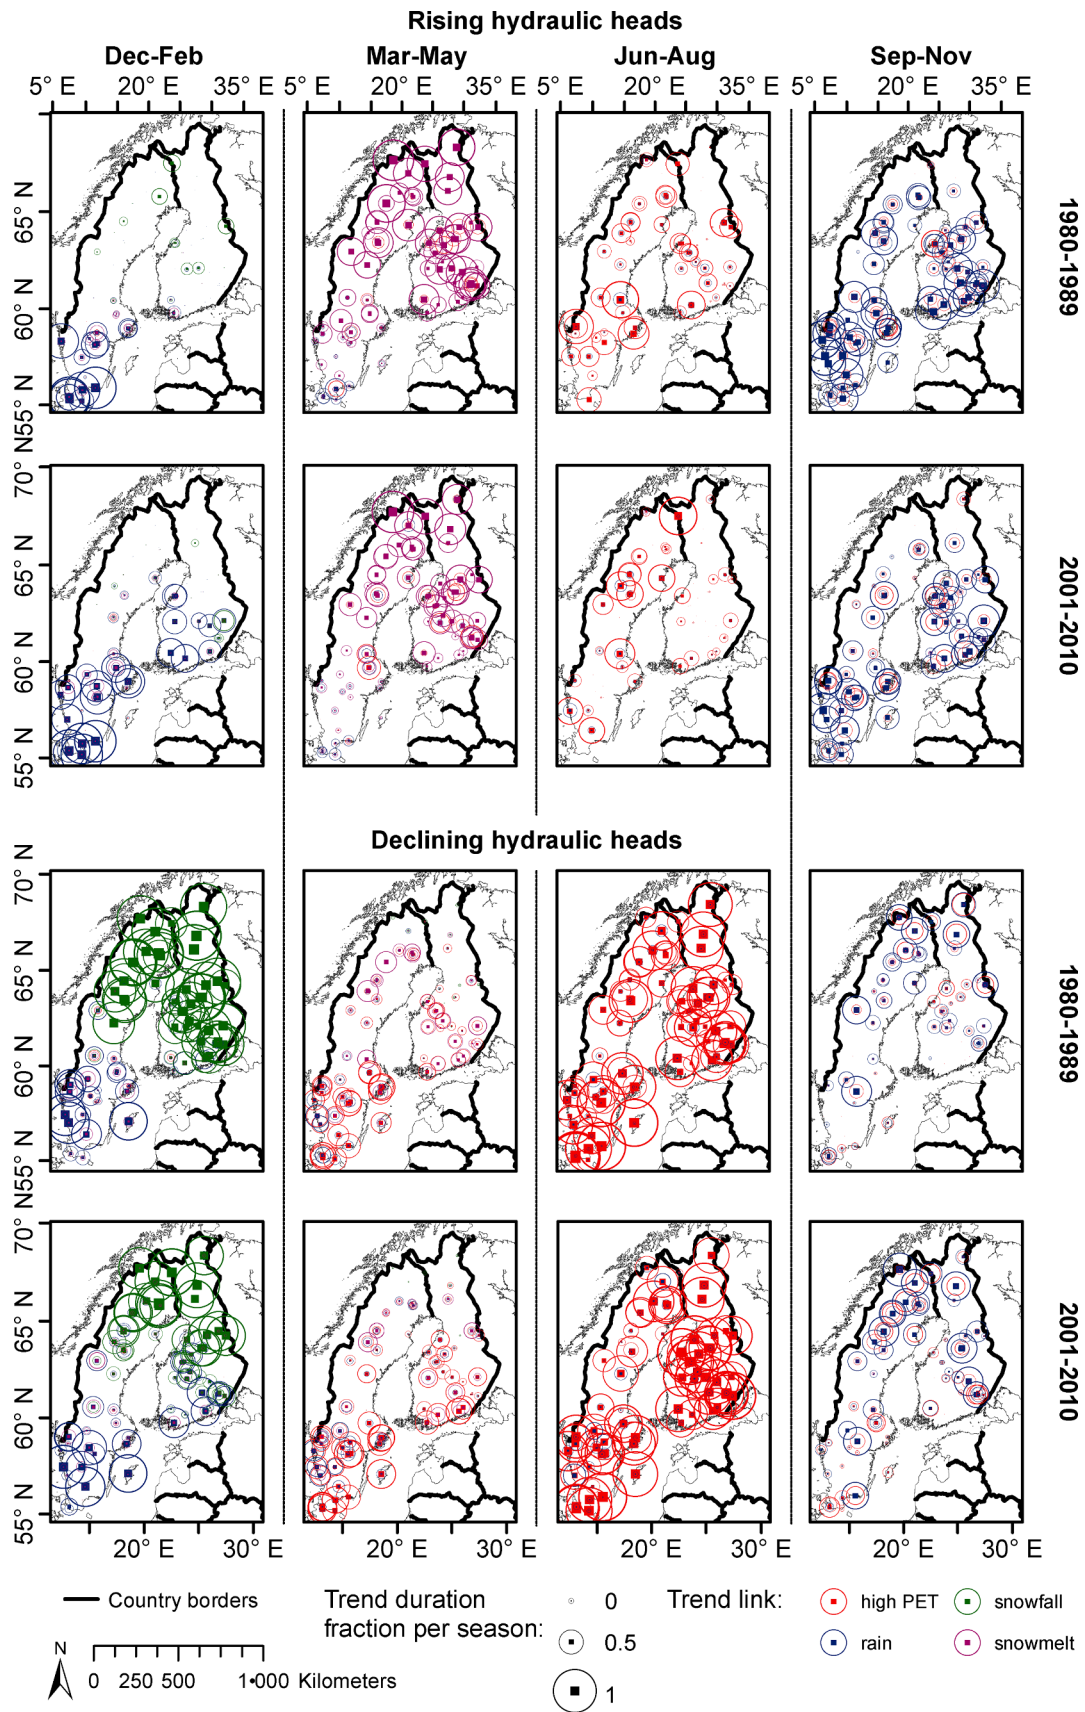 Rising hydraulic heads
Dec-Feb Mar-May Jun-Aug Sep-Nov
5° E 20° E 35° E 5° E 20° E 35° E 5° E 20° E 35° E 5° E 20° E 35° E
65° N
60° N
55° N
1980-1989
70° N
65° N
60° N
55° N
2001-2010
Declining hydraulic heads
70° N
65° N
60° N
55° N
1980-1989
70° N
65° N
60° N
55° N
2001-2010
20° E 30° E 20° E 30° E 20° E 30° E 20° E 30° E
Country borders
N
0 250 500 1•000 Kilometers
Trend duration
fraction per season:
0
0.5
1
Trend link:
high PET
snowfall
rain
snowmelt